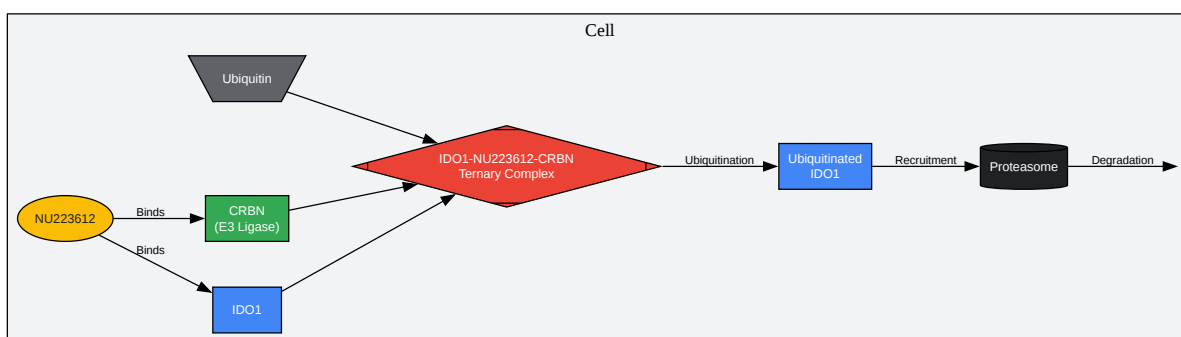 Cell
Ubiquitin
IDO1-NU223612-CRBN
Ternary Complex
Ubiquitination
Ubiquitinated
IDO1
Recruitment
Proteasome
Degradation
NU223612
Binds
CRBN
(E3 Ligase)
Binds
IDO1